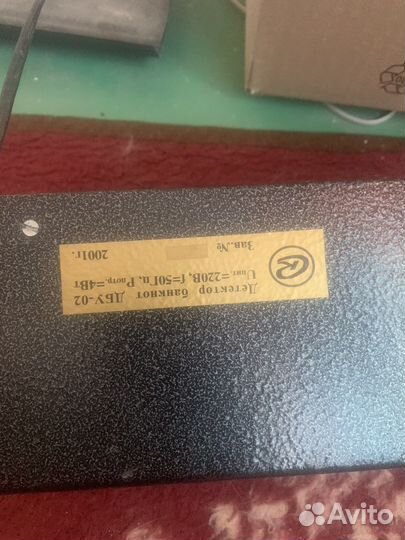 Детектор банкнот ДБУ-02
Uпит.=220В, f=50Гц, Pпотр.=4Вт
Зав.№ 2001г.
R
Avito